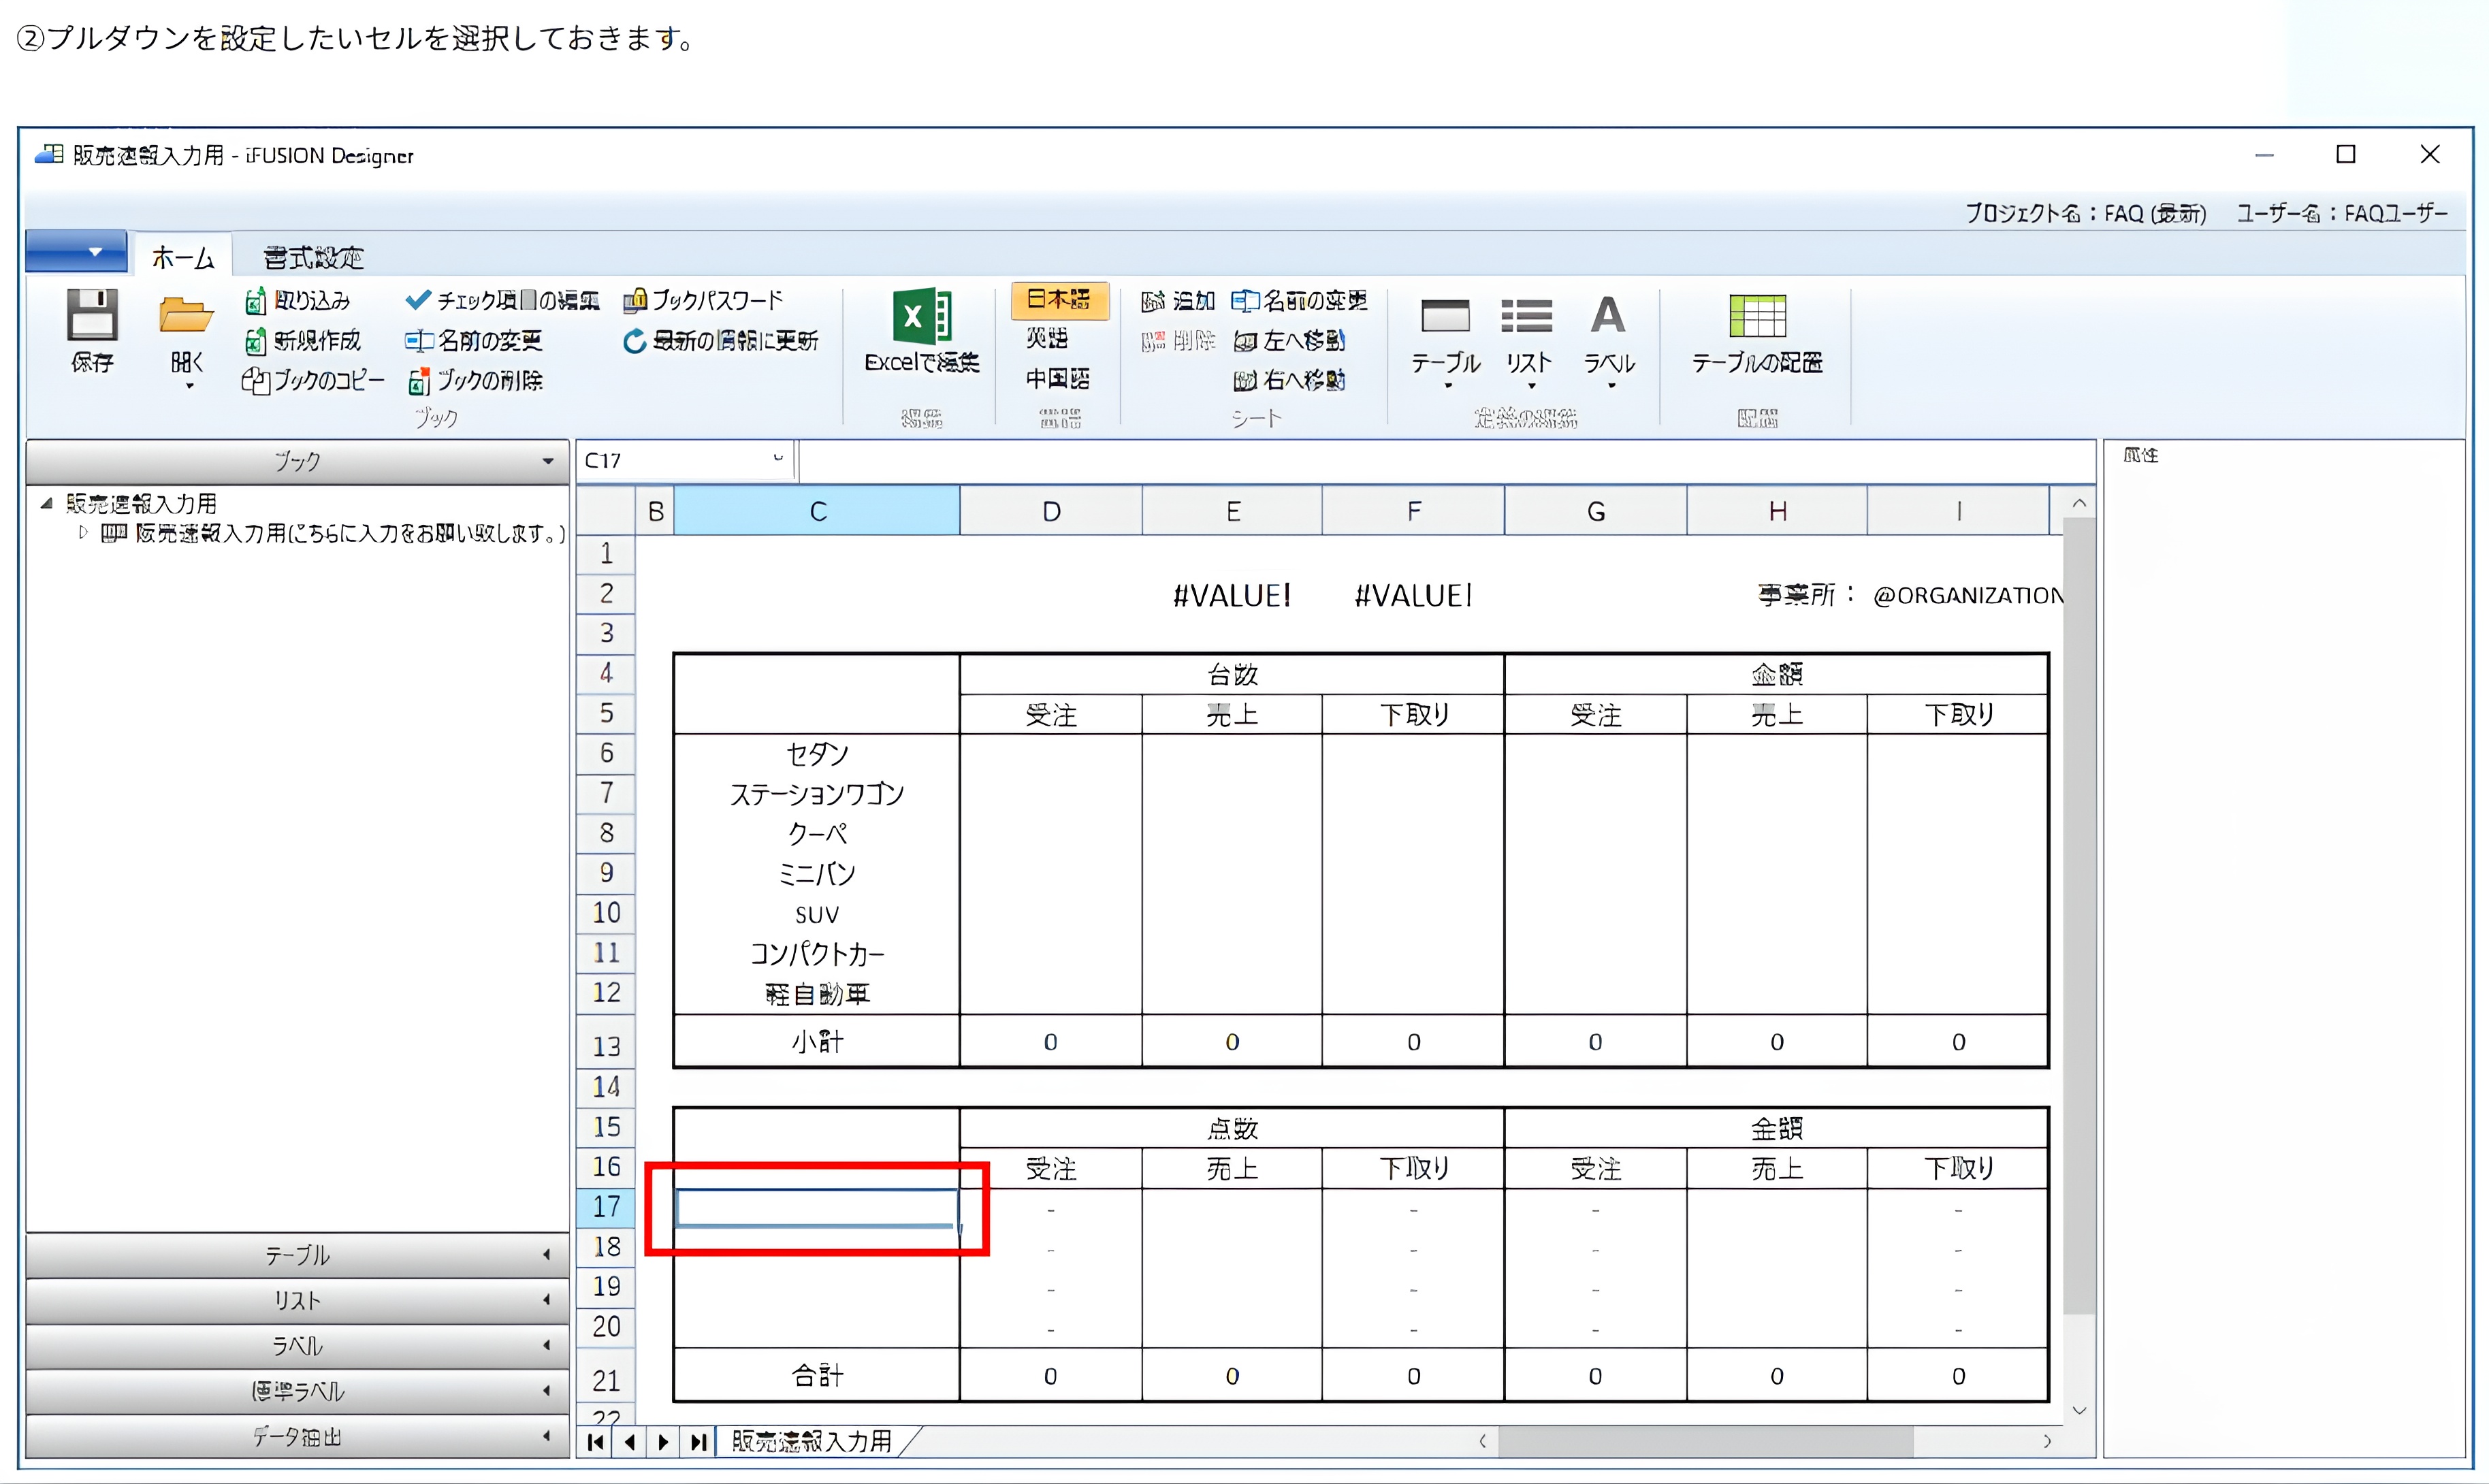 ②プルダウンを設定したいセルを選択しておきます。
販売速報入力用 - iFUSION Designer
プロジェクト名：FAQ (最新) ユーザー名：FAQユーザー
ホーム 書式設定
保存
開く
取り込み
新規作成
ブックのコピー
チェック項目の編集
名前の変更
ブックの削除
ブックパスワード
最新の情報に更新
ブック
Excelで編集
編集
日本語
英語
中国語
言語
追加
削除
名前の変更
左へ移動
右へ移動
シート
テーブル
リスト
ラベル
定義の編集
テーブルの配置
配置
ブック
販売速報入力用
販売速報入力用(こちらに入力をお願い致します。)
テーブル
リスト
ラベル
標準ラベル
データ抽出
C17
属性
B C D E F G H I
1
2 #VALUE! #VALUE! 事業所： @ORGANIZATION
3
4 台数 金額
5 受注 売上 下取り 受注 売上 下取り
6 セダン
7 ステーションワゴン
8 クーペ
9 ミニバン
10 SUV
11 コンパクトカー
12 軽自動車
13 小計 0 0 0 0 0 0
14
15 点数 金額
16 受注 売上 下取り 受注 売上 下取り
17 - - - -
18 - - - -
19 - - - -
20 - - - -
21 合計 0 0 0 0 0 0
22
販売速報入力用